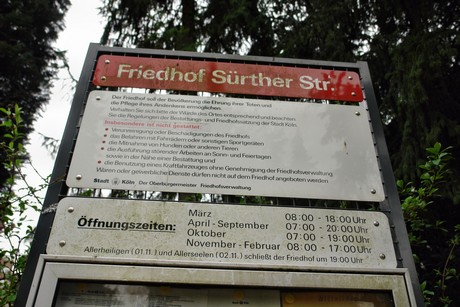 Friedhof Sürther Str.
Der Friedhof soll der Bevölkerung die Ehrung ihrer Toten und
die Pflege ihres Andenkens ermöglichen.
Verhalten Sie sich bitte der Würde des Ortes entsprechend und beachten
Sie die Regelungen der Bestattungs- und Friedhofssatzung der Stadt Köln.
Insbesondere ist nicht gestattet:
• Verunreinigung oder Beschädigungen des Friedhofs
• das Befahren mit Fahrrädern oder sonstigen Sportgeräten
• die Mitnahme von Hunden oder anderen Tieren
• die Ausführung störender Arbeiten an Sonn- und Feiertagen
sowie in der Nähe einer Bestattung und
• die Benutzung eines Kraftfahrzeuges ohne Genehmigung der Friedhofsverwaltung
Waren oder gewerbliche Dienste dürfen nicht auf dem Friedhof angeboten werden
Stadt Köln Der Oberbürgermeister Friedhofsverwaltung
Öffnungszeiten:
März 08:00 - 18:00 Uhr
April - September 07:00 - 20:00 Uhr
Oktober 07:00 - 19:00 Uhr
November - Februar 08:00 - 17:00 Uhr
Allerheiligen (01.11.) und Allerseelen (02.11.) schließt der Friedhof um 19:00 Uhr